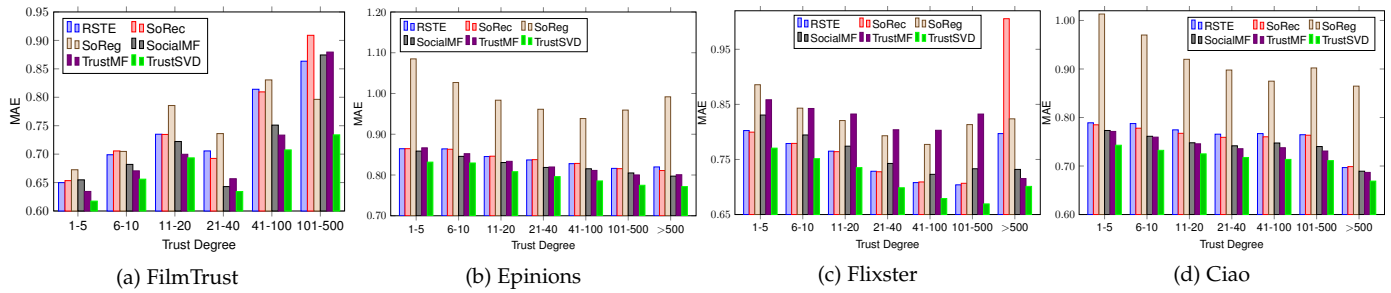 0.95
0.90
0.85
0.80
0.75
0.70
0.65
0.60
MAE
RSTE SoRec
SoReg SocialMF
TrustMF TrustSVD
1-5 6-10 11-20 21-40 41-100 101-500
Trust Degree
(a) FilmTrust
1.20
1.10
1.00
0.90
0.80
0.70
MAE
RSTE SoRec SoReg
SocialMF TrustMF TrustSVD
1-5 6-10 11-20 21-40 41-100 101-500 >500
Trust Degree
(b) Epinions
0.95
0.85
0.75
0.65
MAE
RSTE SoRec SoReg
SocialMF TrustMF TrustSVD
1-5 6-10 11-20 21-40 41-100 101-500 >500
Trust Degree
(c) Flixster
1.00
0.90
0.80
0.70
0.60
MAE
RSTE SoRec SoReg
SocialMF TrustMF TrustSVD
1-5 6-10 11-20 21-40 41-100 101-500 >500
Trust Degree
(d) Ciao